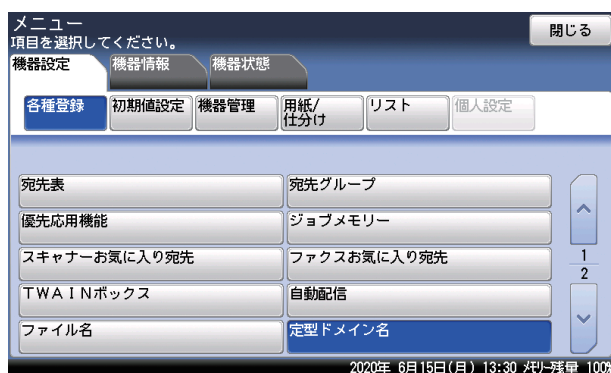 メニュー
閉じる
項目を選択してください。
機器設定
機器情報
機器状態
各種登録
初期値設定
機器管理
用紙/
仕分け
リスト
個人設定
宛先表
宛先グループ
優先応用機能
ジョブメモリー
スキャナーお気に入り宛先
ファクスお気に入り宛先
1
2
ＴＷＡＩＮボックス
自動配信
ファイル名
定型ドメイン名
2020年 6月15日(月) 13:30 ﾒﾓﾘｰ残量 100%